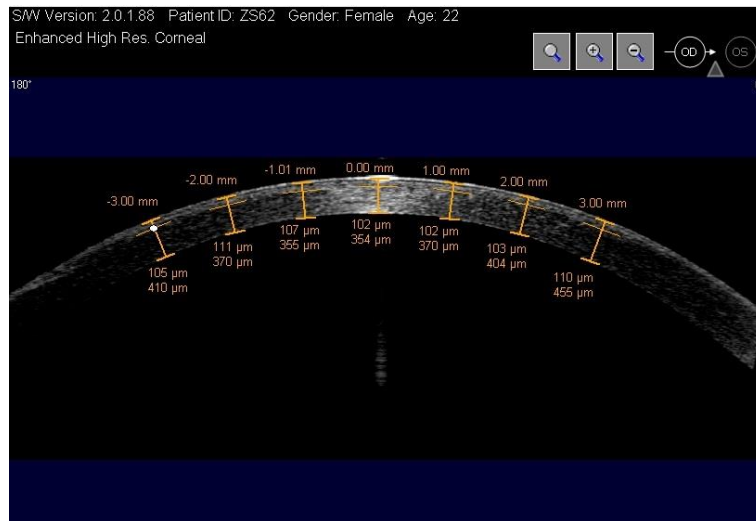 S/W Version: 2.0.1.88 Patient ID: ZS62 Gender: Female Age: 22
Enhanced High Res. Corneal
OD OS
180°
-3.00 mm -2.00 mm -1.01 mm 0.00 mm 1.00 mm 2.00 mm 3.00 mm
105 µm 111 µm 107 µm 102 µm 102 µm 103 µm 110 µm
410 µm 370 µm 355 µm 354 µm 370 µm 404 µm 455 µm